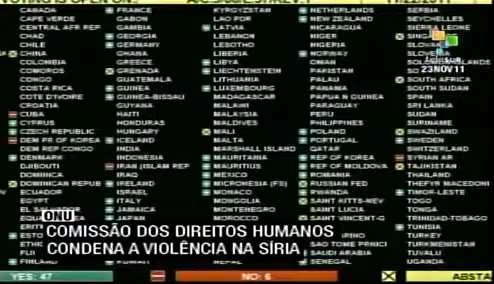 CANADA FRANCE KYRGYZSTAN NETHERLANDS SERBIA
CAPE VERDE GABON LAO PDR NEW ZEALAND SEYCHELLES
CENTRAL AFR REP GAMBIA LATVIA NICARAGUA SIERRA LEONE
CHAD GEORGIA LEBANON NIGER
CHILE GERMANY LESOTHO NIGERIA
CHINA GHANA LIBERIA NORWAY
COLOMBIA GREECE LIBYA OMAN
COMOROS GRENADA LIECHTENSTEIN PAKISTAN
23NOV11
CONGO GUATEMALA LITHUANIA PALAU SOUTH AFRICA
COSTA RICA GUINEA LUXEMBOURG PANAMA SOUTH SUDAN
COTE D'IVOIRE GUINEA-BISSAU MADAGASCAR PAPUA N GUINEA SPAIN
CROATIA GUYANA MALAWI PARAGUAY SRI LANKA
CUBA HAITI MALAYSIA PERU SUDAN
CYPRUS HONDURAS MALDIVES PHILIPPINES SURINAME
CZECH REPUBLIC HUNGARY MALI POLAND SWAZILAND
DEM PR OF KOREA ICELAND MALTA PORTUGAL SWEDEN
DEM REP CONGO INDIA MARSHALL ISLANDS QATAR SYRIAN AR
DENMARK INDONESIA MAURITANIA REP OF KOREA TAJIKISTAN
DJIBOUTI IRAN (ISLAM REP MAURITIUS REP OF MOLDOVA THAILAND
DOMINICA IRAQ MEXICO ROMANIA THEFYR MACEDONI
DOMINICAN REPUB IRELAND MICRONESIA (FS) RUSSIAN FED TIMOR-LESTE
ECUADOR ISRAEL MONACO RWANDA TOGO
EGYPT ITALY MONGOLIA SAINT KITTS-NEV TONGA
EL SALVADOR JAMAICA MONTENEGRO SAINT LUCIA TRINIDAD-TOBAGO
JAPAN MOROCCO SAINT VINCENT-G TUNISIA
ONU
COMISSÃO DOS DIREITOS HUMANOS
CONDENA A VIOLÊNCIA NA SÍRIA
TURKEY
SAN MARINO TURKMENISTAN
SAO TOME PRINCI TUVALU
SAUDI ARABIA
SENEGAL UGANDA
YES: 47 NO: 6 ABSTA